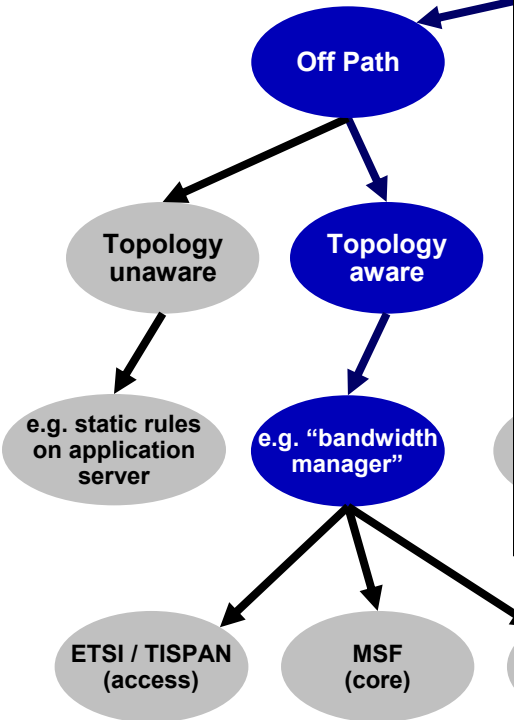 Off Path
Topology
unaware
Topology
aware
e.g. static rules
on application
server
e.g. “bandwidth
manager”
ETSI / TISPAN
(access)
MSF
(core)